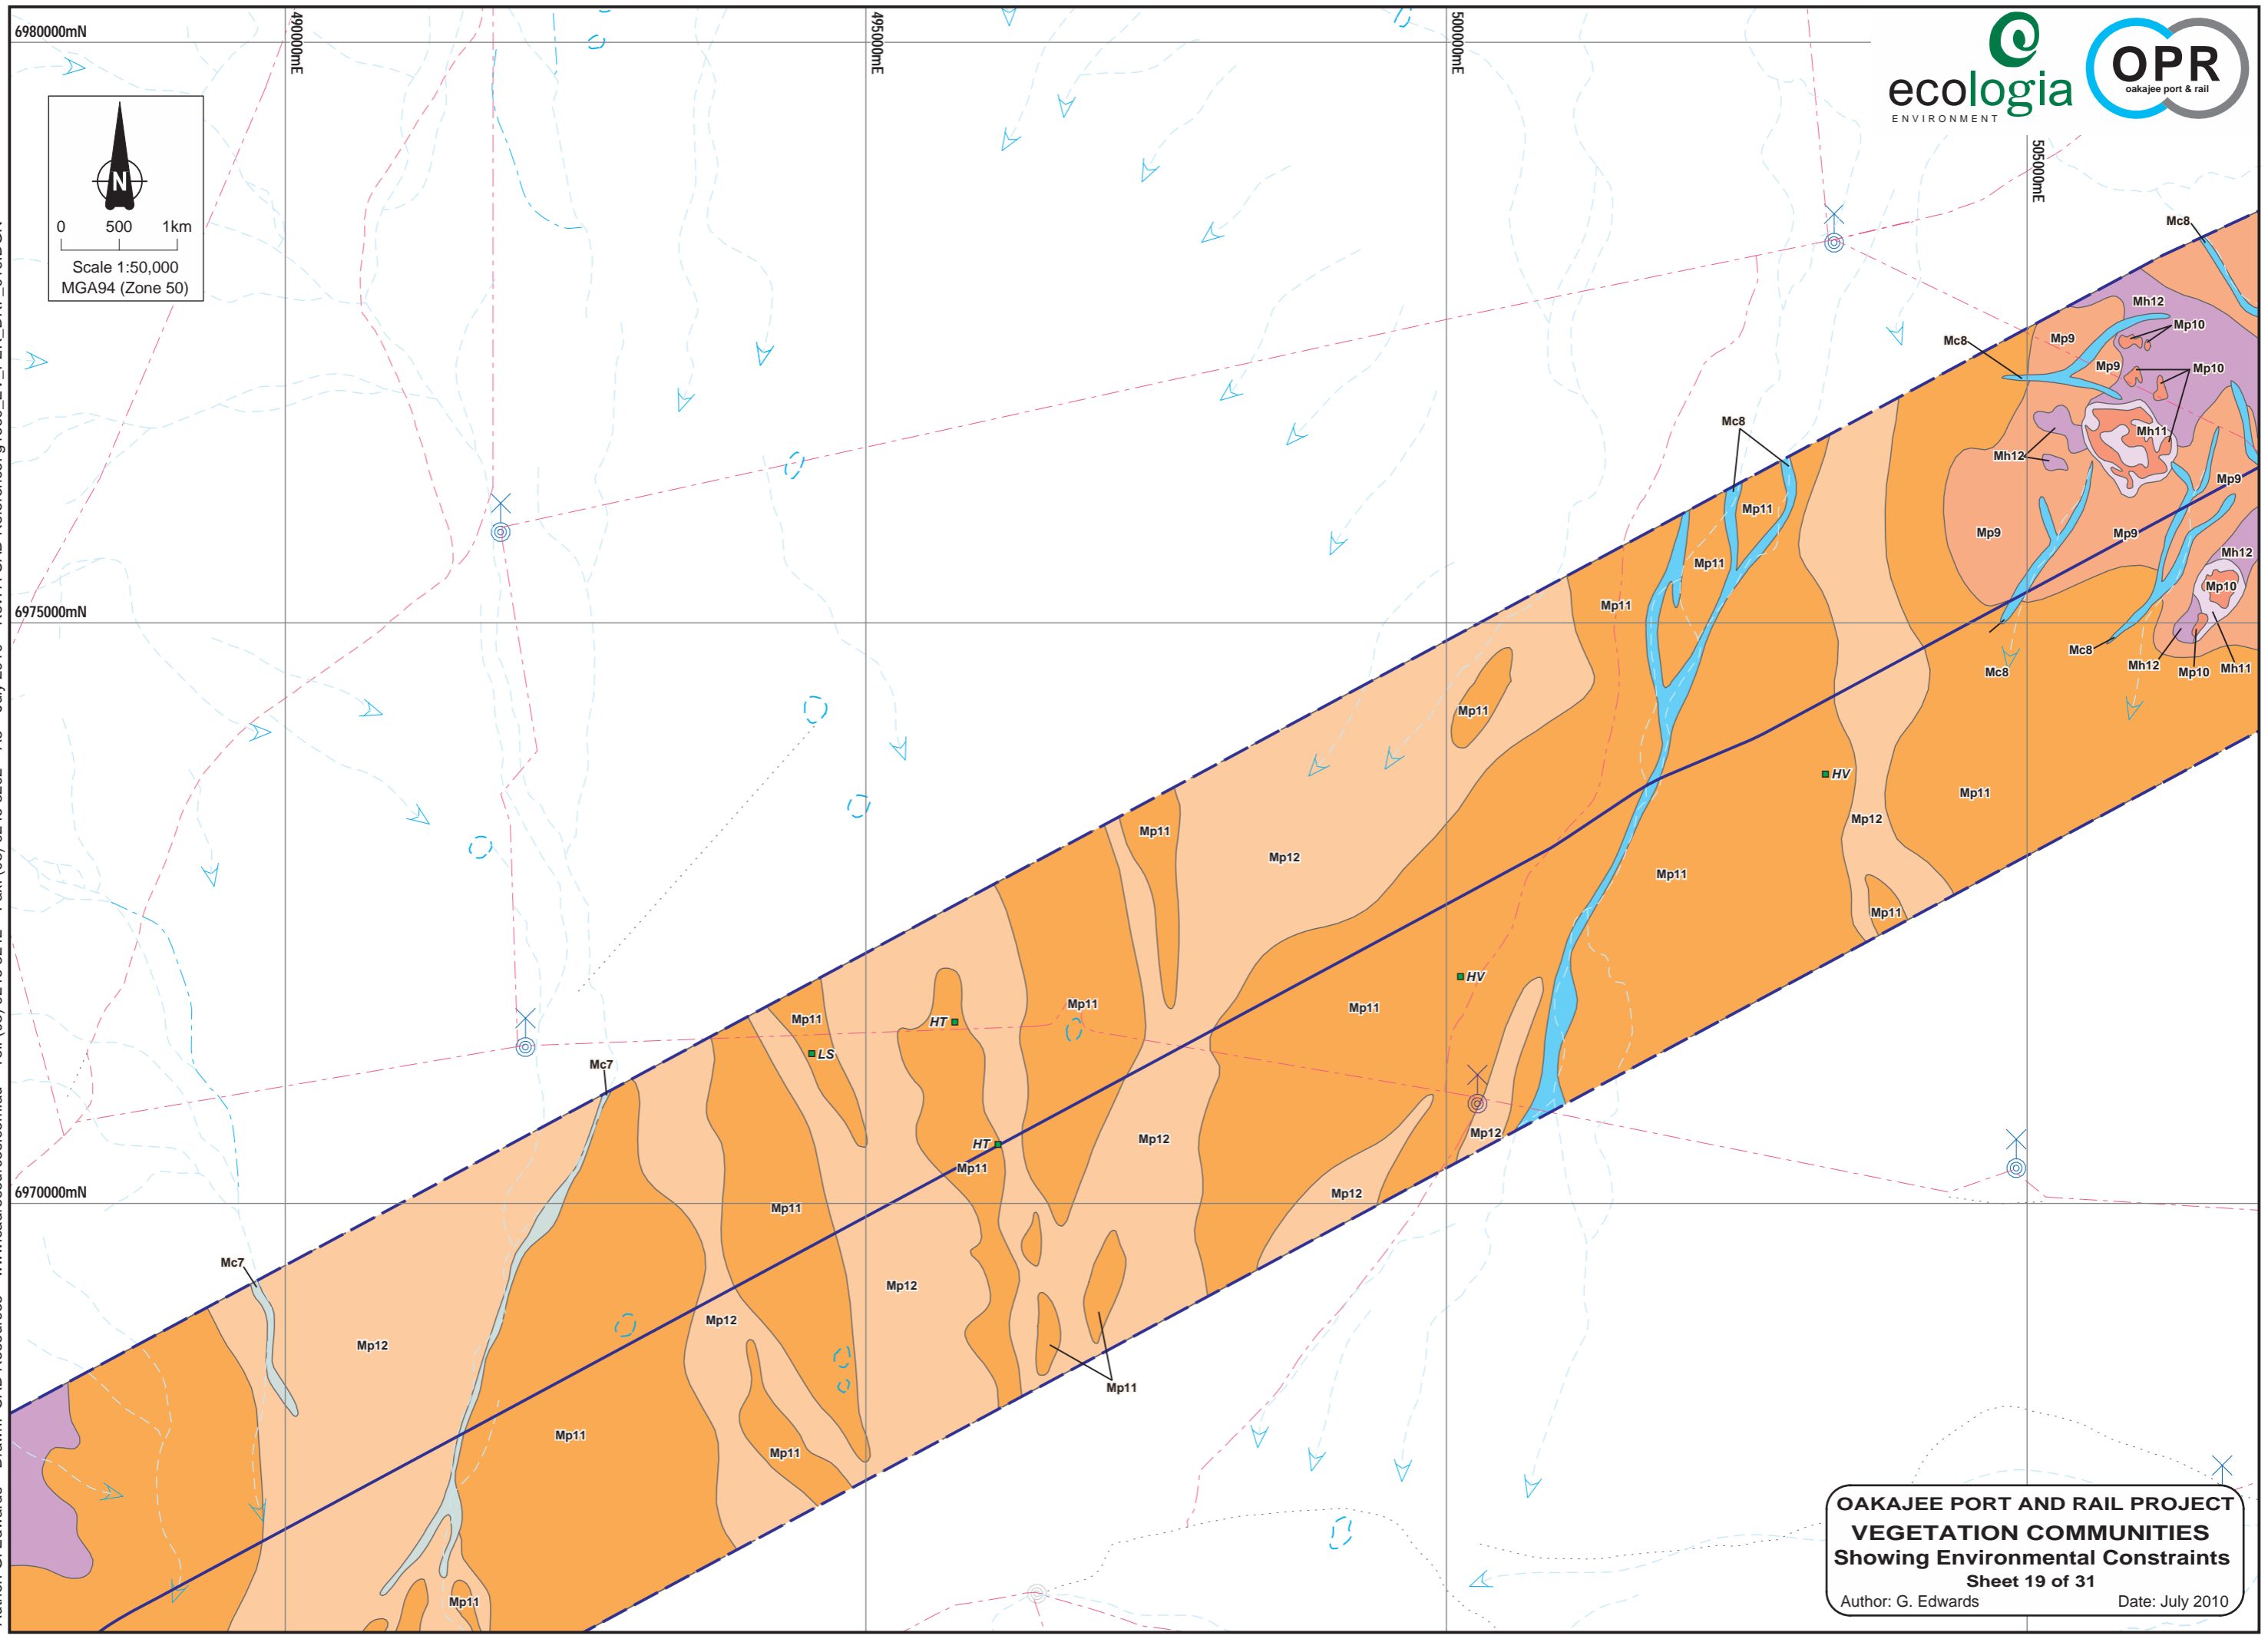 6980000mN
490000mE
495000mE
500000mE
505000mE
ecologia
ENVIRONMENT
OPR
oakajee port & rail
N
0 500 1km
Scale 1:50,000
MGA94 (Zone 50)
Mc8
Mh12
Mp10
Mp9
Mc8
Mp9
Mp10
Mc8
Mh11
Mh12
Mp9
Mp11
Mp9
Mp9
Mh12
Mp11
Mp10
Mp11
6975000mN
Mc8
Mh12
Mp10
Mh11
Mc8
Mp11
HV
Mp11
Mp12
Mp11
Mp12
Mp11
Mp11
HV
Mp11
Mp11
Mp11
HT
LS
Mc7
Mp12
Mp12
HT
Mp11
6970000mN
Mp12
Mp11
Mc7
Mp12
Mp12
Mp12
Mp11
Mp11
Mp11
Mp11
OAKAJEE PORT AND RAIL PROJECT
VEGETATION COMMUNITIES
Showing Environmental Constraints
Sheet 19 of 31
Author: G. Edwards Date: July 2010